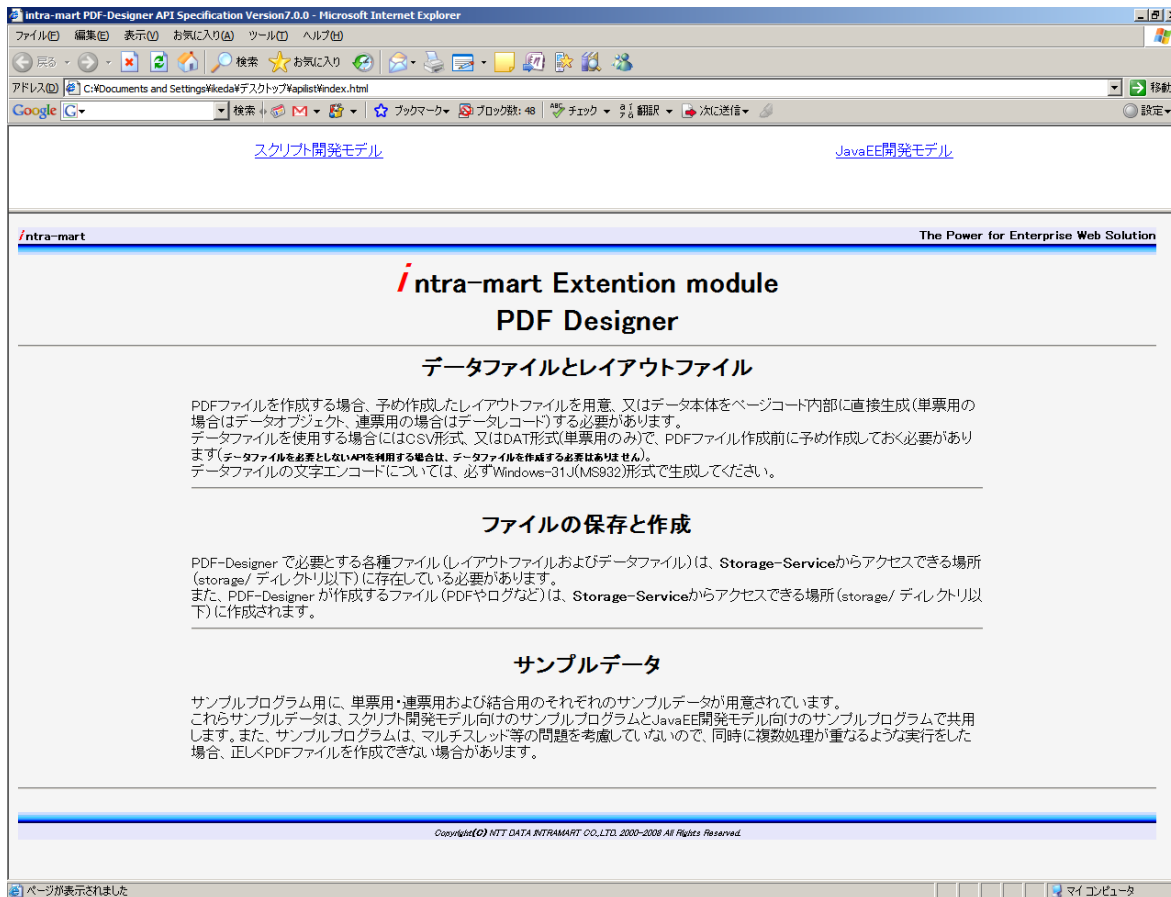 intra-mart PDF-Designer API Specification Version7.0.0 - Microsoft Internet Explorer
ファイル(F) 編集(E) 表示(V) お気に入り(A) ツール(T) ヘルプ(H)
戻る 検索 お気に入り
アドレス(D) C:¥Documents and Settings¥ikeda¥デスクトップ¥apilist¥index.html 移動
Google G 検索 ブックマーク ブロック数: 48 チェック 翻訳 次に送信 設定
スクリプト開発モデル JavaEE開発モデル
intra-mart The Power for Enterprise Web Solution
intra-mart Extention module
PDF Designer
データファイルとレイアウトファイル
PDFファイルを作成する場合、予め作成したレイアウトファイルを用意、又はデータ本体をページコード内部に直接生成(単票用の
場合はデータオブジェクト、連票用の場合はデータレコード)する必要があります。
データファイルを使用する場合にはCSV形式、又はDAT形式(単票用のみ)で、PDFファイル作成前に予め作成しておく必要があり
ます(データファイルを必要としないAPIを利用する場合は、データファイルを作成する必要はありません)。
データファイルの文字エンコードについては、必ずWindows-31J(MS932)形式で生成してください。
ファイルの保存と作成
PDF-Designer で必要とする各種ファイル(レイアウトファイルおよびデータファイル)は、Storage-Serviceからアクセスできる場所
(storage/ ディレクトリ以下)に存在している必要があります。
また、PDF-Designer が作成するファイル(PDFやログなど)は、Storage-Serviceからアクセスできる場所(storage/ ディレクトリ以
下)に作成されます。
サンプルデータ
サンプルプログラム用に、単票用・連票用および結合用のそれぞれのサンプルデータが用意されています。
これらサンプルデータは、スクリプト開発モデル向けのサンプルプログラムとJavaEE開発モデル向けのサンプルプログラムで共用
します。また、サンプルプログラムは、マルチスレッド等の問題を考慮していないので、同時に複数処理が重なるような実行をした
場合、正しくPDFファイルを作成できない場合があります。
Copyright(C) NTT DATA INTRAMART CO.,LTD. 2000-2008 All Rights Reserved.
ページが表示されました マイ コンピュータ